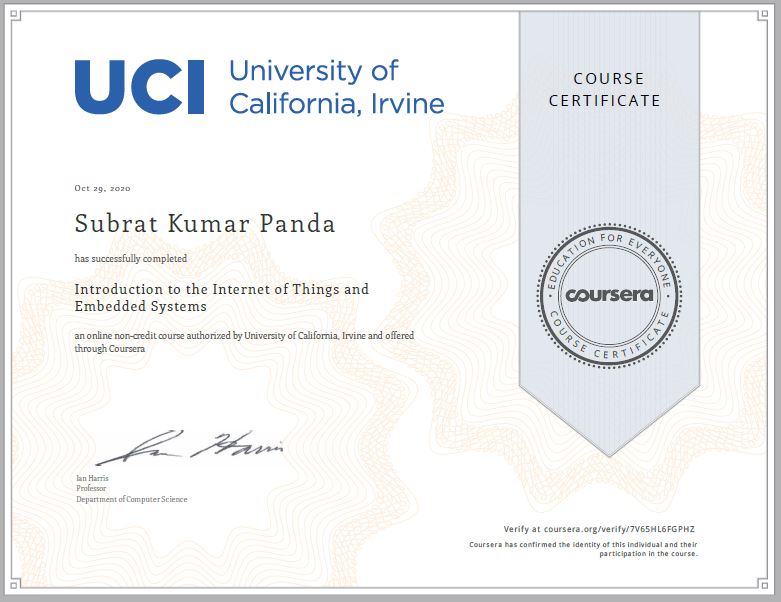 UCI
University of
California, Irvine
COURSE
CERTIFICATE
Oct 29, 2020
Subrat Kumar Panda
has successfully completed
Introduction to the Internet of Things and
Embedded Systems
an online non-credit course authorized by University of California, Irvine and offered
through Coursera
EDUCATION FOR EVERYONE
coursera
COURSE CERTIFICATE
Ian Harris
Ian Harris
Professor
Department of Computer Science
Verify at coursera.org/verify/7V65HL6FGPHZ
Coursera has confirmed the identity of this individual and their
participation in the course.